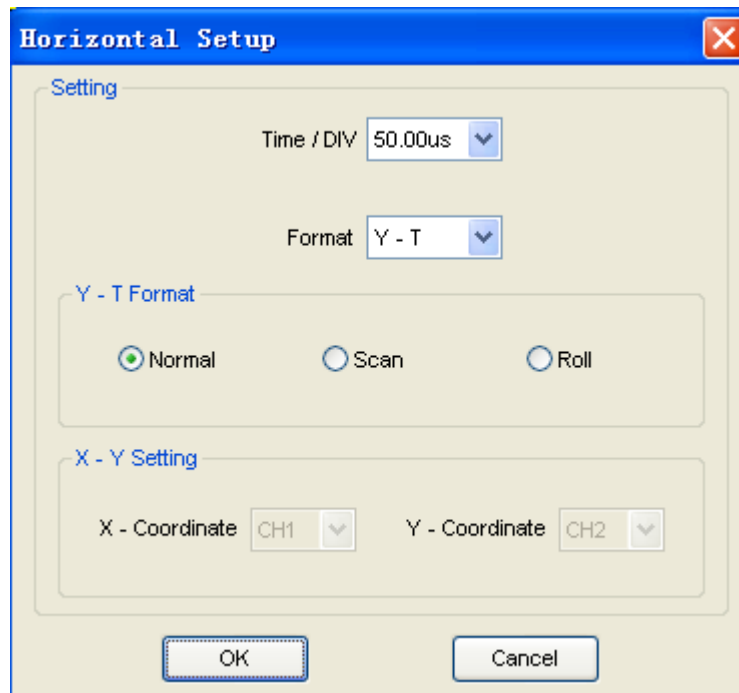 Horizontal Setup
Setting
Time / DIV 50.00us
Format Y - T
Y - T Format
Normal Scan Roll
X - Y Setting
X - Coordinate CH1 Y - Coordinate CH2
OK Cancel